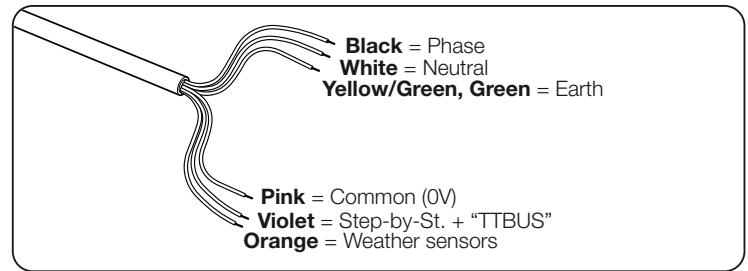 Black = Phase
White = Neutral
Yellow/Green, Green = Earth
Pink = Common (0V)
Violet = Step-by-St. + “TTBUS”
Orange = Weather sensors